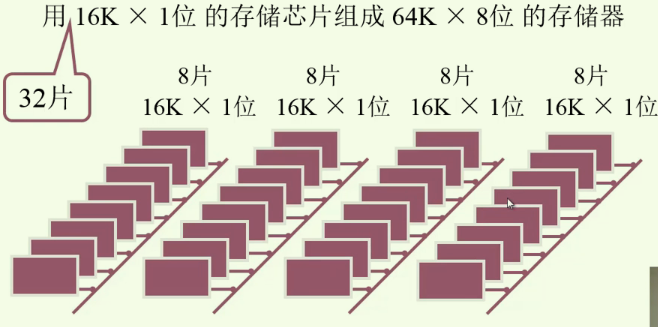 用 16K × 1位 的存储芯片组成 64K × 8位 的存储器
32片
8片 8片 8片 8片
16K × 1位 16K × 1位 16K × 1位 16K × 1位